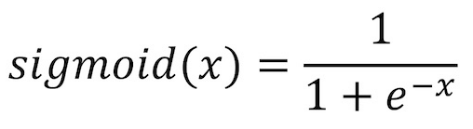 sigmoid(x) = 1 / (1 + e^{-x})